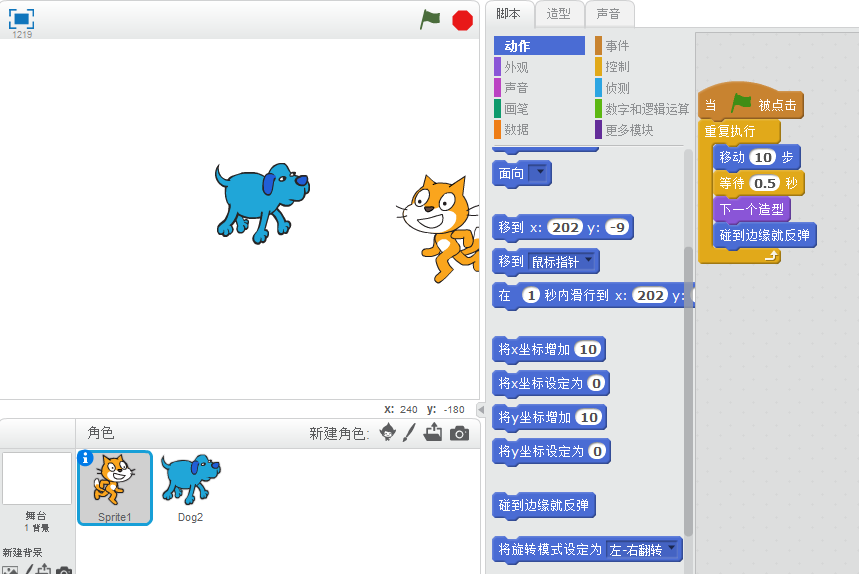 1219
x: 240 y: -180
角色
新建角色:
舞台
1 背景
新建背景
Sprite1
Dog2
脚本
造型
声音
动作
事件
外观
控制
声音
侦测
画笔
数字和逻辑运算
数据
更多模块
面向
移到 x: 202 y: -9
移到 鼠标指针
在 1 秒内滑行到 x: 202 y:
将x坐标增加 10
将x坐标设定为 0
将y坐标增加 10
将y坐标设定为 0
碰到边缘就反弹
将旋转模式设定为 左-右翻转
当 被点击
重复执行
移动 10 步
等待 0.5 秒
下一个造型
碰到边缘就反弹